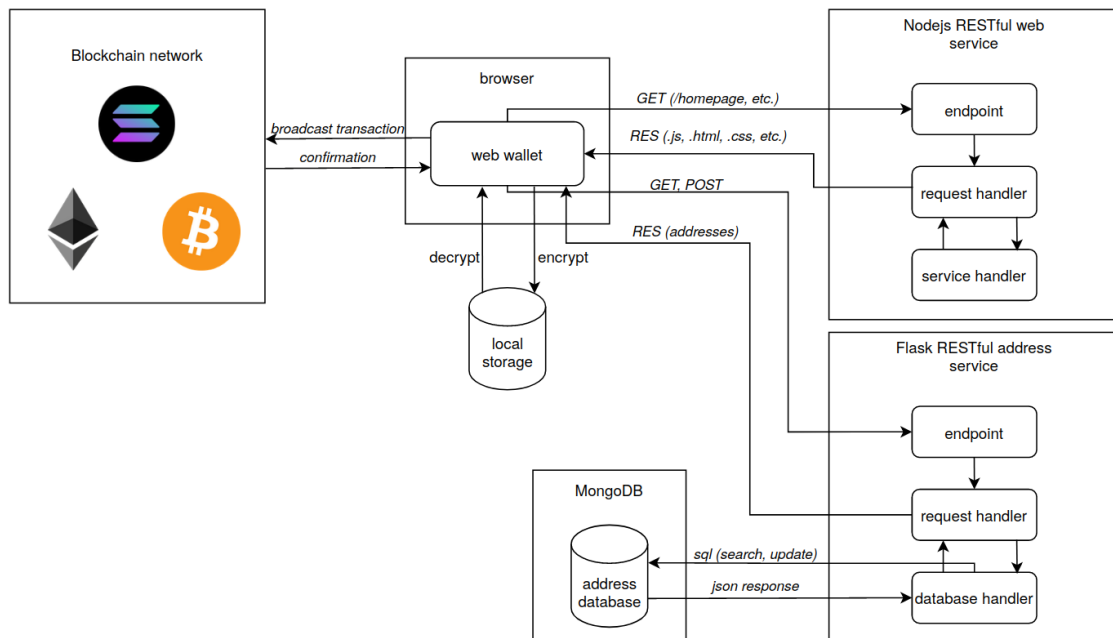 Blockchain network
broadcast transaction
confirmation
browser
web wallet
decrypt
encrypt
local
storage
GET (/homepage, etc.)
RES (.js, .html, .css, etc.)
GET, POST
RES (addresses)
Nodejs RESTful web
service
endpoint
request handler
service handler
Flask RESTful address
service
endpoint
request handler
database handler
MongoDB
address
database
sql (search, update)
json response